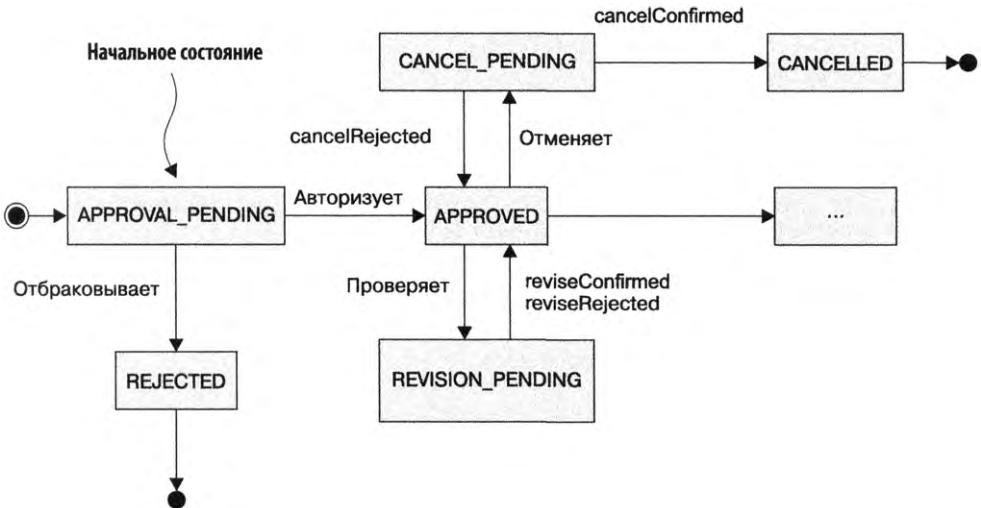 cancelConfirmed
Начальное состояние
CANCEL_PENDING
CANCELLED
cancelRejected
Отменяет
Авторизует
APPROVAL_PENDING
APPROVED
...
Отбраковывает
Проверяет
reviseConfirmed
reviseRejected
REJECTED
REVISION_PENDING